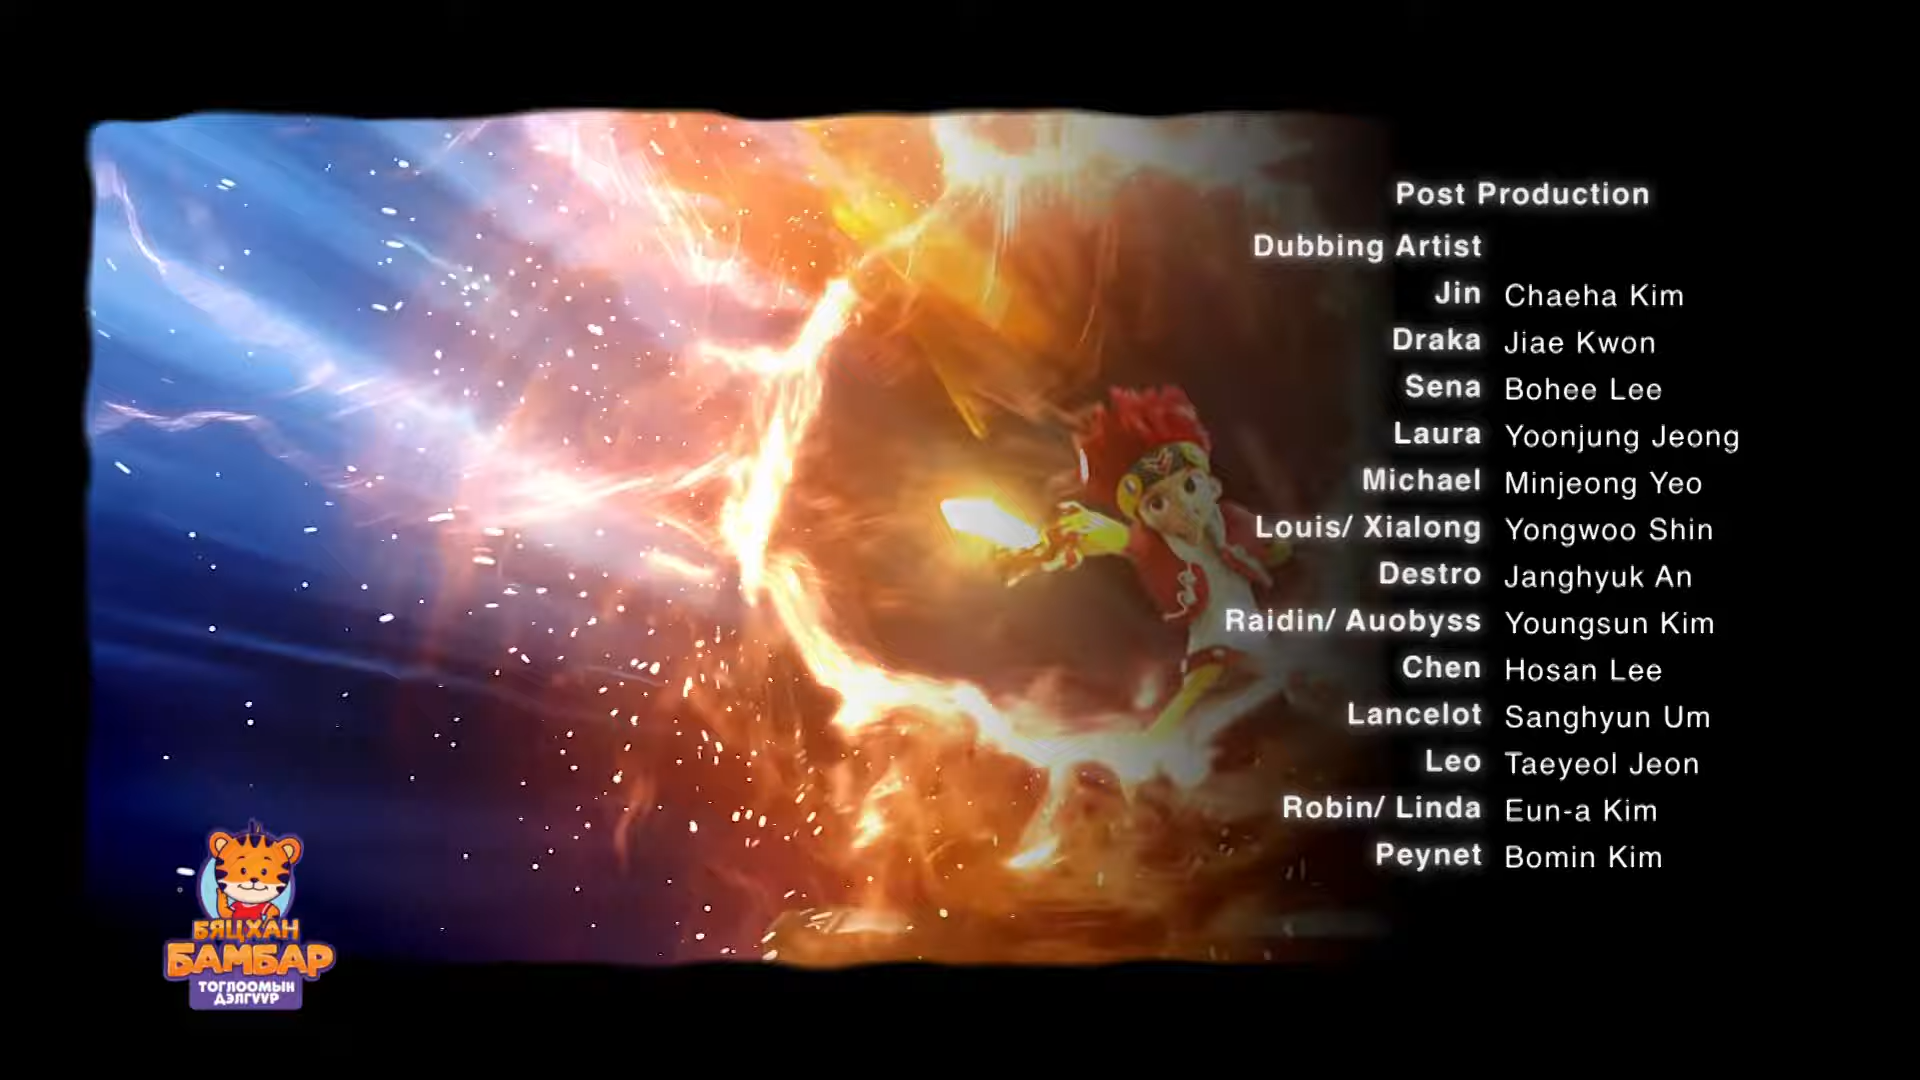 Post Production
Dubbing Artist
Jin Chaeha Kim
Draka Jiae Kwon
Sena Bohee Lee
Laura Yoonjung Jeong
Michael Minjeong Yeo
Louis/ Xialong Yongwoo Shin
Destro Janghyuk An
Raidin/ Auobyss Youngsun Kim
Chen Hosan Lee
Lancelot Sanghyun Um
Leo Taeyeol Jeon
Robin/ Linda Eun-a Kim
Peynet Bomin Kim
БЯЦХАН
БАМБАР
ТОГЛООМЫН
ДЭЛГҮҮР